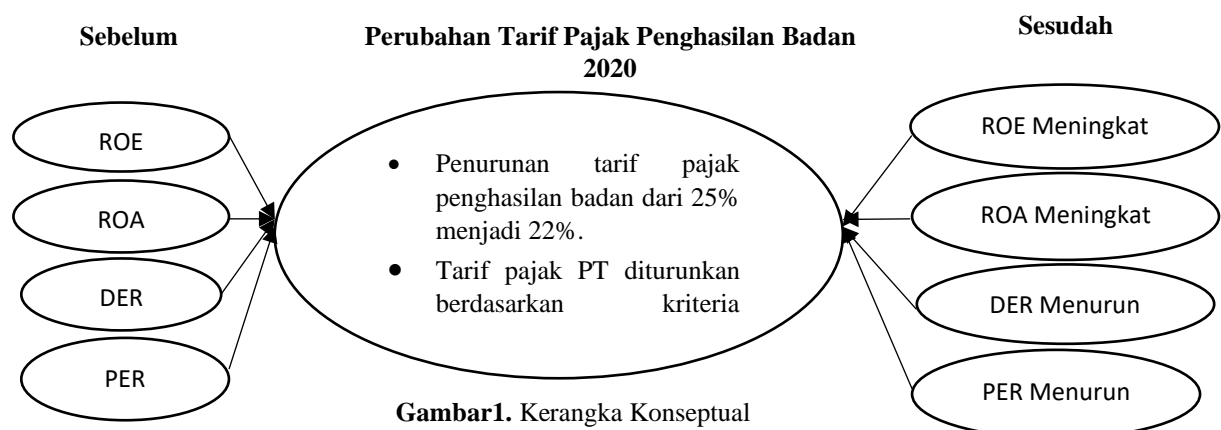 Sebelum
Perubahan Tarif Pajak Penghasilan Badan
2020
Sesudah
ROE
ROA
DER
PER
• Penurunan tarif pajak
penghasilan badan dari 25%
menjadi 22%.
• Tarif pajak PT diturunkan
berdasarkan kriteria
ROE Meningkat
ROA Meningkat
DER Menurun
PER Menurun
Gambar1. Kerangka Konseptual